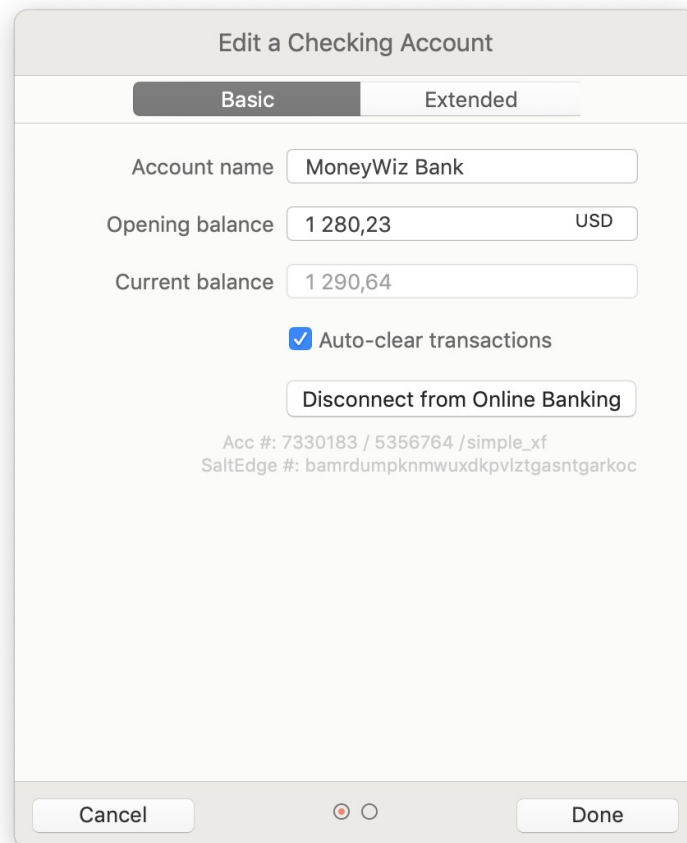 Edit a Checking Account
Basic Extended
Account name MoneyWiz Bank
Opening balance 1 280,23 USD
Current balance 1 290,64
Auto-clear transactions
Disconnect from Online Banking
Acc #: 7330183 / 5356764 /simple_xf
SaltEdge #: bamrdumpknmwuxdkpvlztgasntgarkoc
Cancel Done